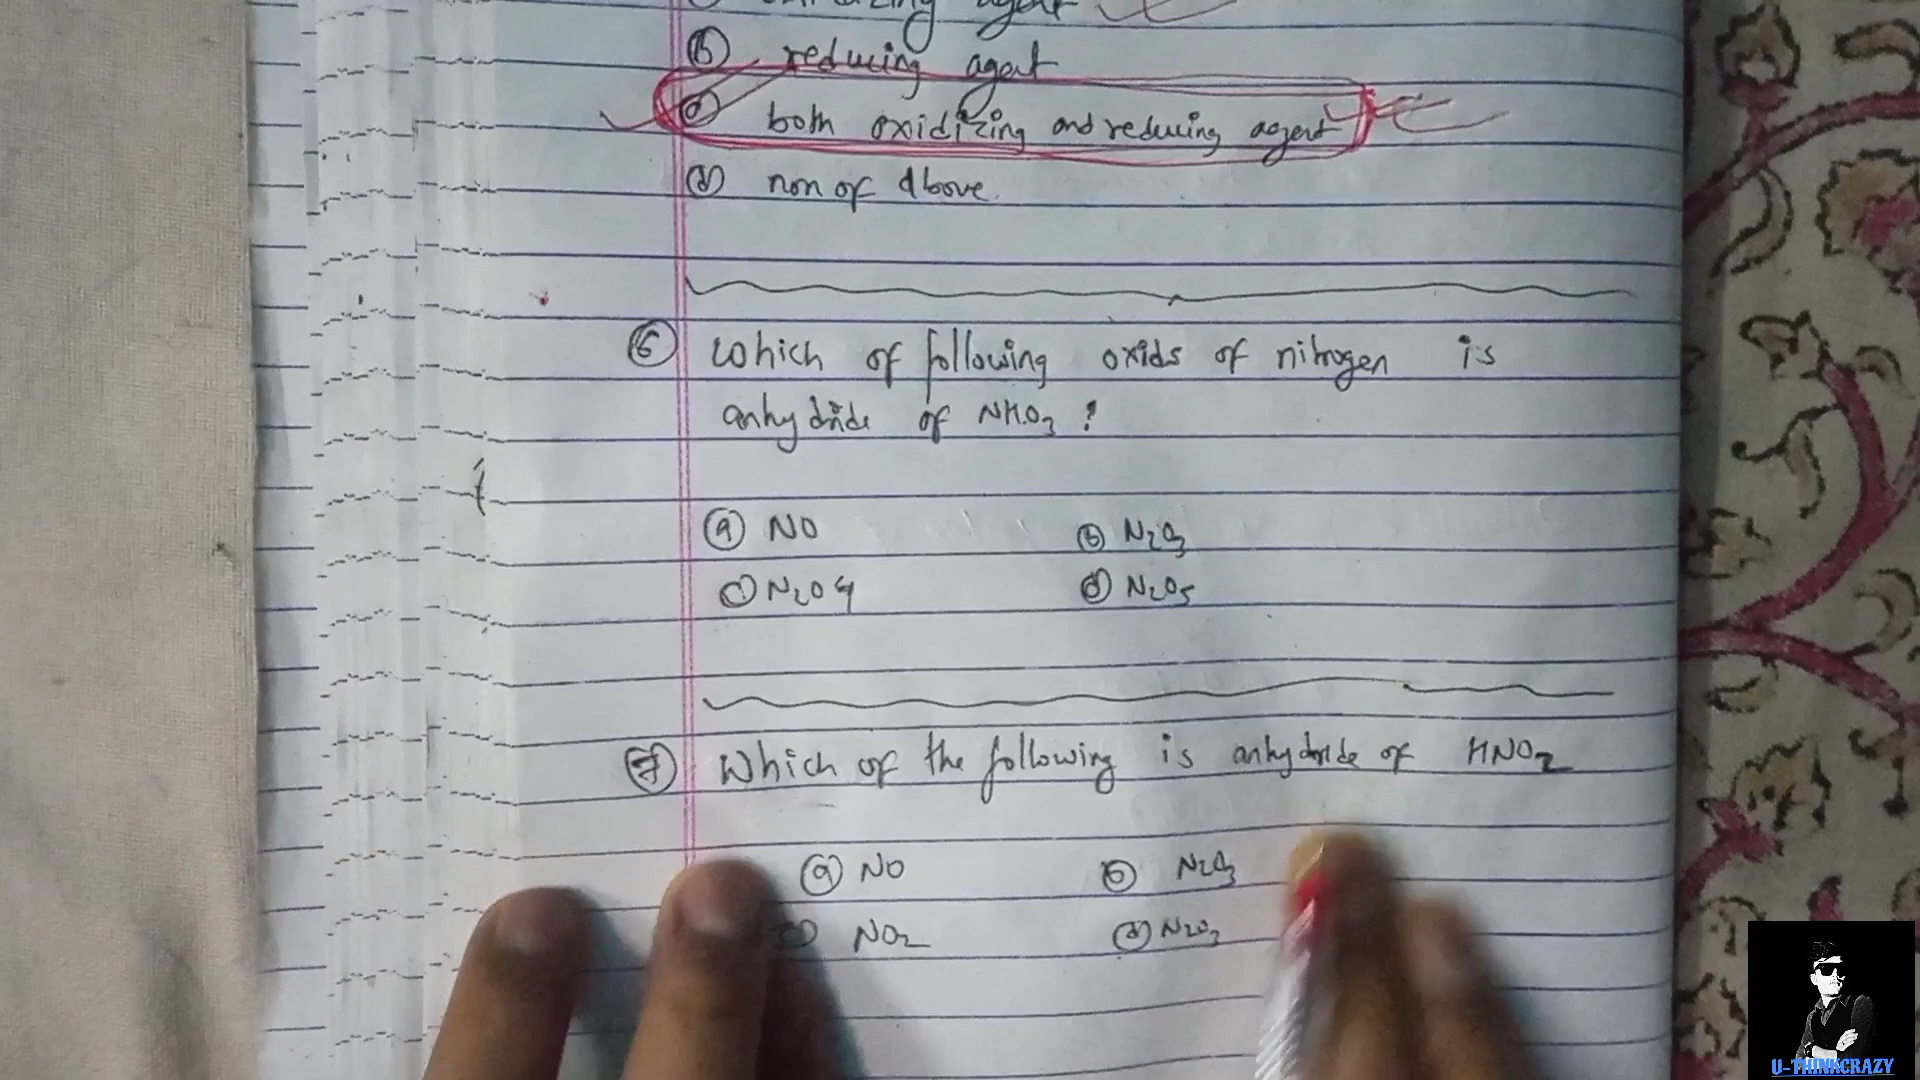 ⓑ reducing agent
ⓒ both oxidizing and reducing agent
ⓓ non of above.
⑥ Which of following oxids of nitrogen is
anhydride of NHO3 ?
ⓐ NO ⓑ N2O3
ⓒ N2O4 ⓓ N2O5
⑦ Which of the following is anhydride of HNO2
ⓐ NO ⓑ N2O3
ⓒ NO2 ⓓ N2O3
U-THINKCRAZY